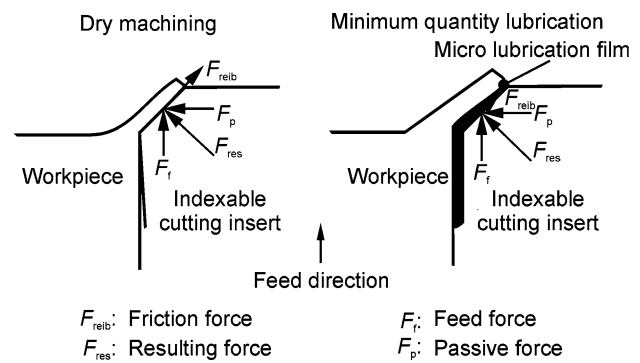 Dry machining
Minimum quantity lubrication
Micro lubrication film
Freib
Freib
Fp
Fp
Fres
Fres
Ff
Ff
Workpiece
Workpiece
Indexable
cutting insert
Indexable
cutting insert
Feed direction
Freib: Friction force
Ff: Feed force
Fres: Resulting force
Fp: Passive force